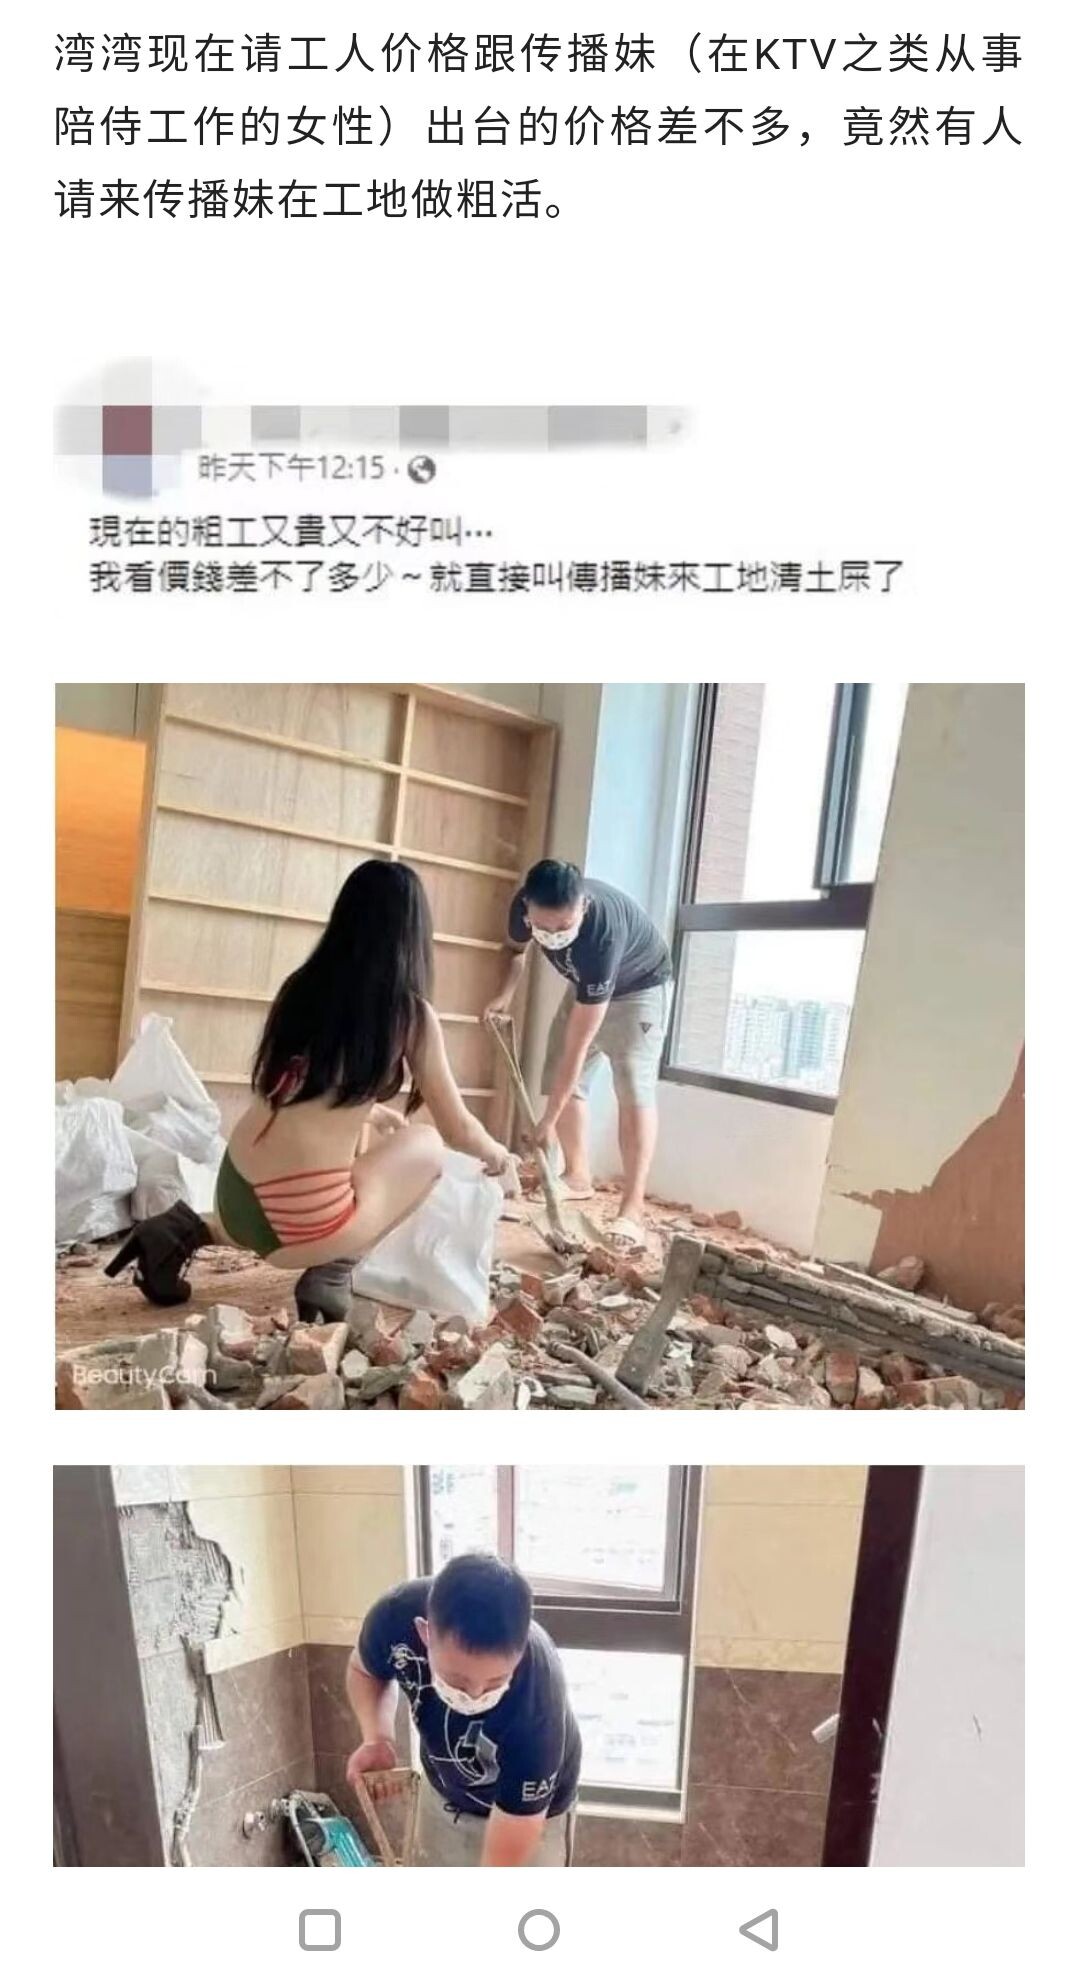 湾湾现在请工人价格跟传播妹（在KTV之类从事
陪侍工作的女性）出台的价格差不多，竟然有人
请来传播妹在工地做粗活。
昨天下午12:15·
現在的粗工又貴又不好叫⋯
我看價錢差不了多少～就直接叫傳播妹來工地清土屎了
EA7
BeautyCam
EA7